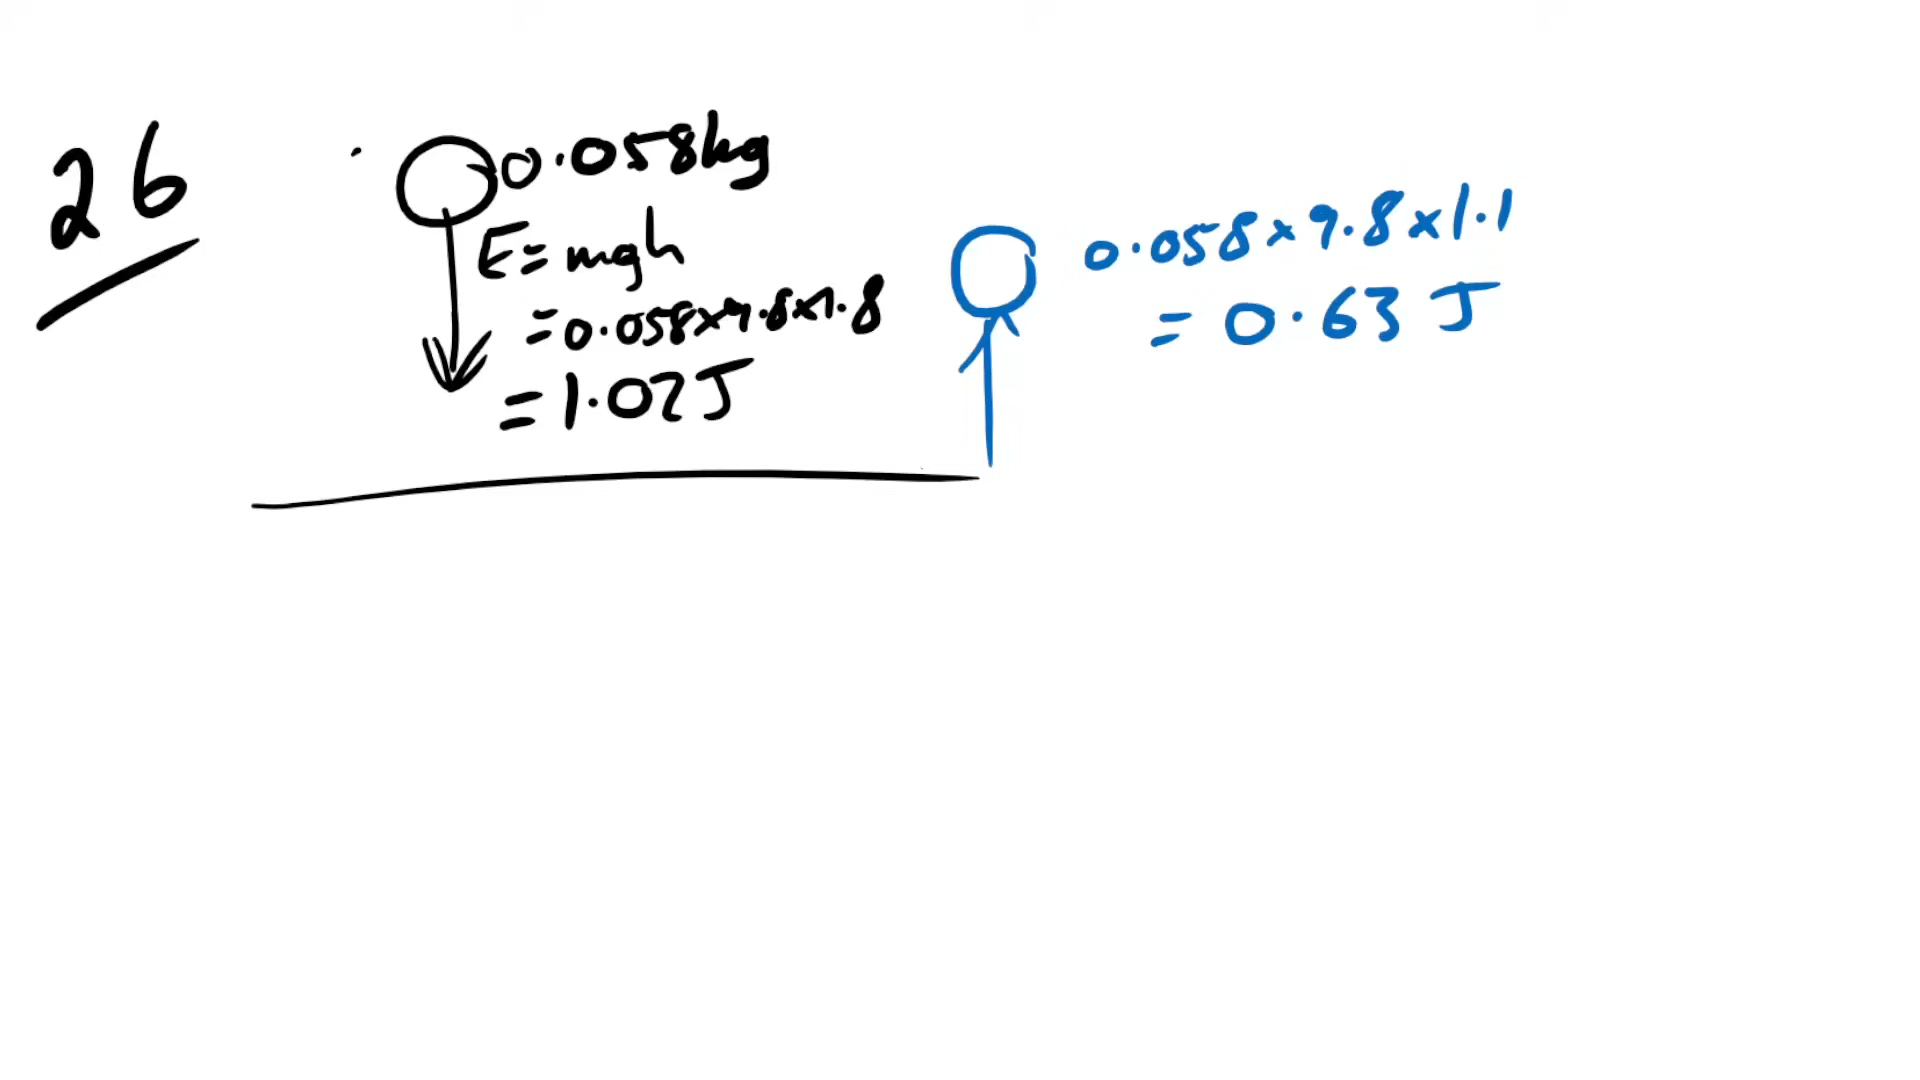 26
0.058kg
E = mgh
= 0.058×9.8×1.8
= 1.02J
0.058×9.8×1.1
= 0.63 J